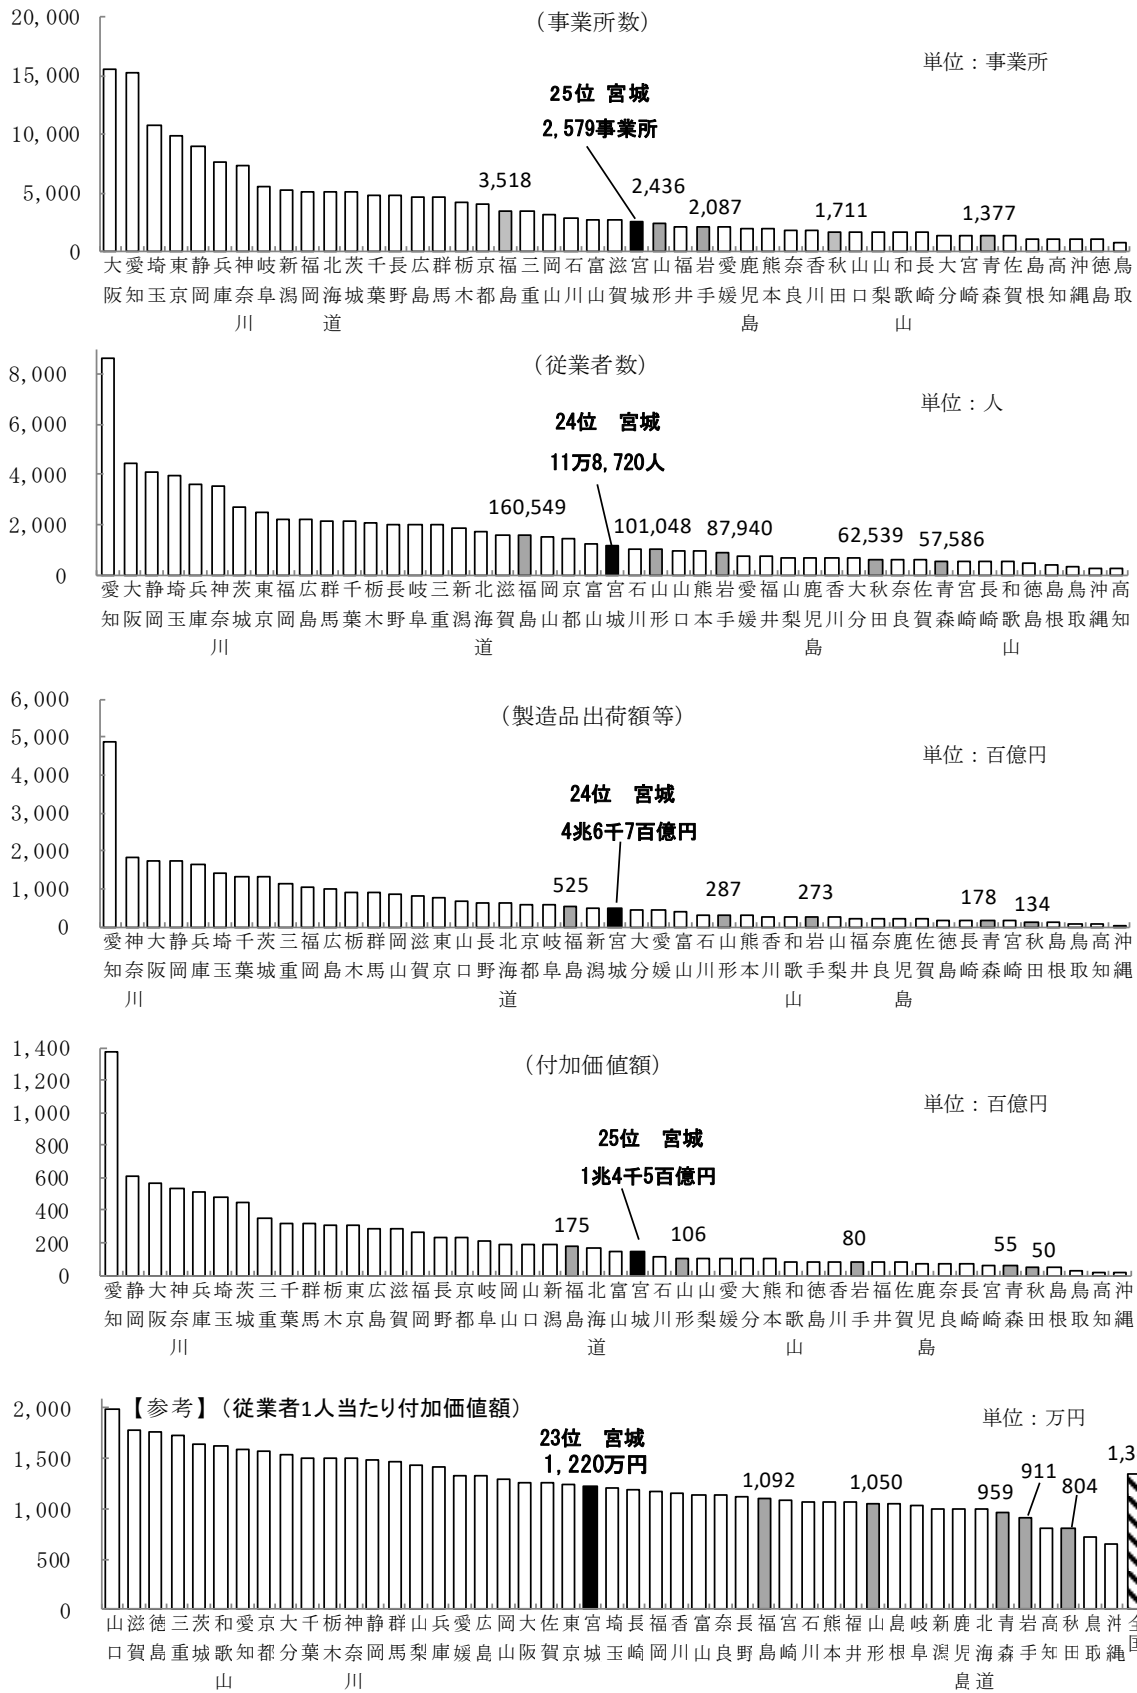 (事業所数)
単位：事業所
20,000
15,000
10,000
5,000
0
25位 宮城
2,579事業所
3,518
2,436
2,087
1,711
1,377
大阪 愛知 埼玉 東京 静岡 兵庫 神奈川 岐阜 新潟 福岡 北海道 茨城 千葉 長野 広島 群馬 栃木 京都 福島 三重 岡山 石川 富山 滋賀 宮城 山形 福井 岩手 愛媛 鹿児島 熊本 奈良 香川 秋田 山口 山梨 和歌山 長崎 大分 宮崎 青森 佐賀 島根 高知 沖縄 徳島 鳥取
(従業者数)
単位：人
8,000
6,000
4,000
2,000
0
24位　宮城
11万8,720人
160,549
101,048
87,940
62,539
57,586
愛知 大阪 静岡 埼玉 兵庫 神奈川 茨城 東京 福岡 広島 群馬 千葉 栃木 長野 岐阜 三重 新潟 北海道 滋賀 福島 岡山 京都 富山 宮城 石川 山形 山口 熊本 岩手 愛媛 福井 山梨 鹿児島 香川 大分 秋田 奈良 佐賀 青森 宮崎 長崎 和歌山 徳島 島根 鳥取 沖縄 高知
(製造品出荷額等)
単位：百億円
6,000
5,000
4,000
3,000
2,000
1,000
0
24位　宮城
4兆6千7百億円
525
287
273
178
134
愛知 神奈川 大阪 静岡 兵庫 埼玉 千葉 茨城 三重 福岡 広島 栃木 群馬 岡山 滋賀 東京 山口 長野 北海道 京都 岐阜 福島 新潟 宮城 大分 愛媛 富山 石川 山形 熊本 香川 和歌山 岩手 山梨 福井 奈良 鹿児島 佐賀 徳島 長崎 青森 宮崎 秋田 島根 鳥取 高知 沖縄
(付加価値額)
単位：百億円
1,400
1,200
1,000
800
600
400
200
0
25位　宮城
1兆4千5百億円
175
106
80
55
50
愛知 静岡 大阪 神奈川 兵庫 埼玉 茨城 三重 千葉 群馬 栃木 東京 広島 滋賀 福岡 長野 京都 岐阜 岡山 山口 新潟 福島 北海道 富山 宮城 石川 山形 山梨 愛媛 大分 熊本 和歌山 徳島 香川 岩手 福井 佐賀 鹿児島 奈良 長崎 宮崎 青森 秋田 島根 鳥取 高知 沖縄
【参考】(従業者1人当たり付加価値額)
単位：万円
2,000
1,500
1,000
500
0
23位　宮城
1,220万円
1,092
1,050
959
911
804
1,3
山口 滋賀 徳島 三重 茨城 和歌山 愛知 京都 大分 千葉 栃木 神奈川 静岡 群馬 山梨 兵庫 愛媛 広島 岡山 大阪 佐賀 東京 宮城 埼玉 長崎 福岡 香川 富山 奈良 長野 福島 宮崎 石川 熊本 福井 山形 島根 岐阜 新潟 鹿児島 北海道 青森 岩手 高知 秋田 鳥取 沖縄 全国